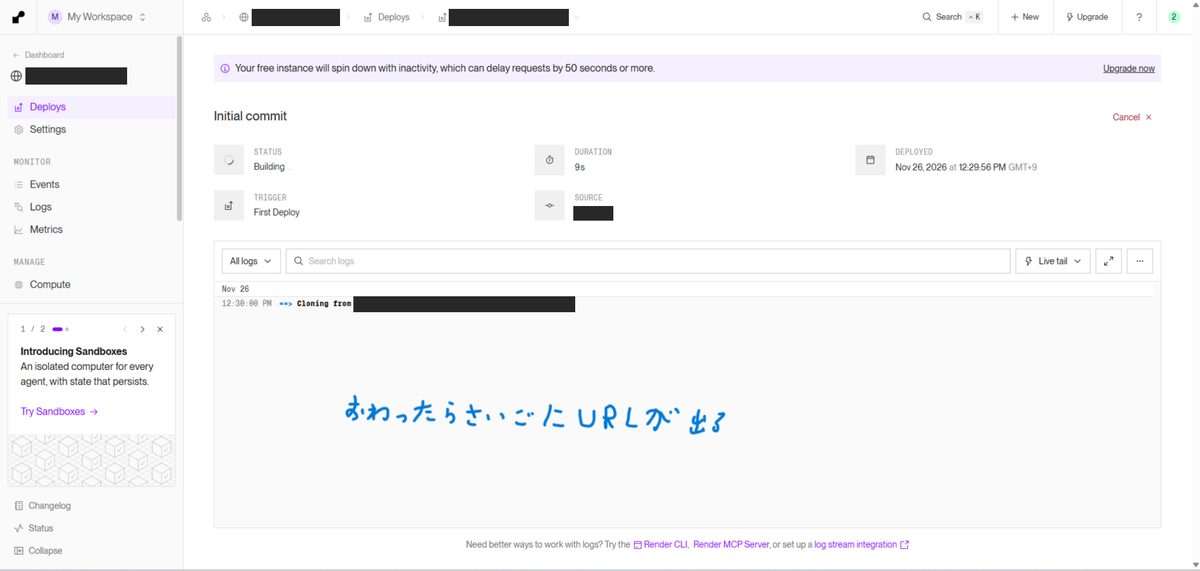 M My Workspace
Deploys
Search ⌃ K
+ New
Upgrade
?
2
← Dashboard
Deploys
Settings
MONITOR
Events
Logs
Metrics
MANAGE
Compute
1 / 2
Introducing Sandboxes
An isolated computer for every
agent, with state that persists.
Try Sandboxes →
Changelog
Status
Collapse
Your free instance will spin down with inactivity, which can delay requests by 50 seconds or more.
Upgrade now
Initial commit
Cancel ×
STATUS
Building
DURATION
9s
DEPLOYED
Nov 26, 2026 at 12:29:56 PM GMT+9
TRIGGER
First Deploy
SOURCE
All logs
Search logs
Live tail
...
Nov 26
12:30:00 PM ==> Cloning from
おわったらさいごにURLが出る
Need better ways to work with logs? Try the Render CLI, Render MCP Server, or set up a log stream integration